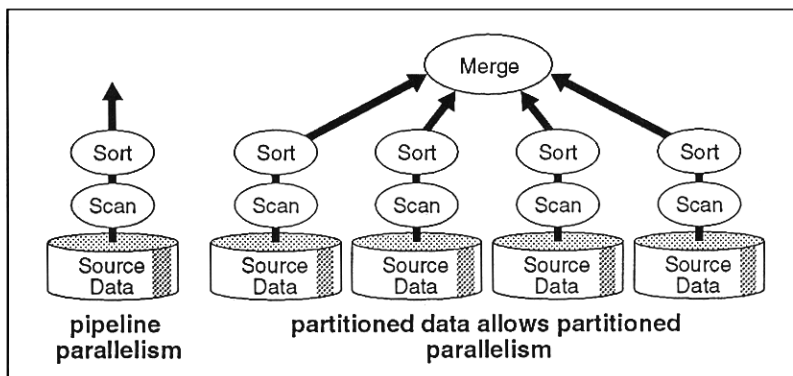 Merge
Sort
Sort
Sort
Sort
Sort
Scan
Scan
Scan
Scan
Scan
Source
Data
Source
Data
Source
Data
Source
Data
Source
Data
pipeline
parallelism
partitioned data allows partitioned
parallelism